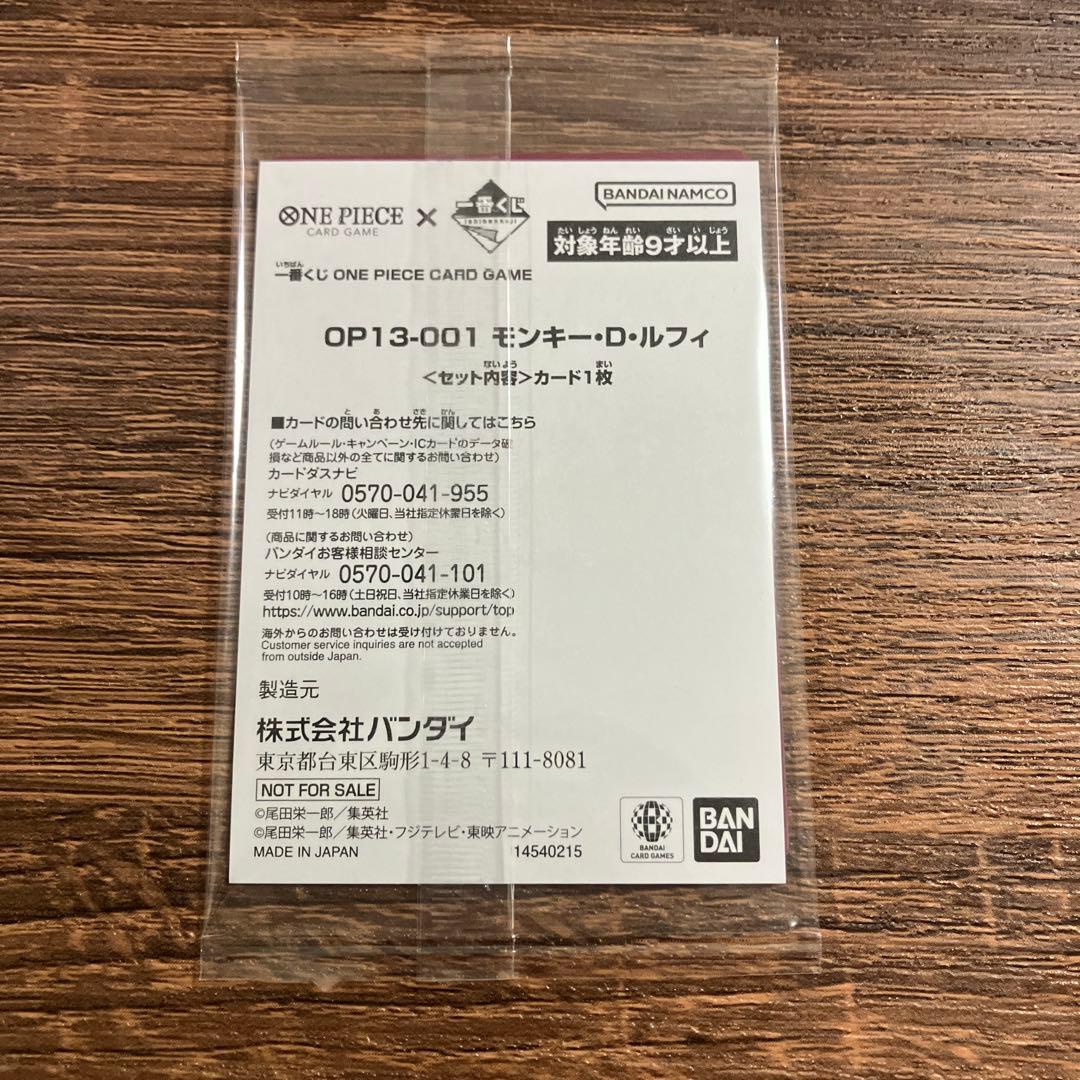 ONE PIECE
CARD GAME
×
一番くじ
ichibankuji
BANDAI NAMCO
たいしょうねんれい さいいじょう
対象年齢9才以上
いちばん
一番くじ ONE PIECE CARD GAME
OP13-001 モンキー・D・ルフィ
ないよう まい
<セット内容>カード1枚
と あ さき かん
■カードの問い合わせ先に関してはこちら
(ゲームルール・キャンペーン・ICカードのデータ破
損など商品以外の全てに関するお問い合わせ)
カードダスナビ
ナビダイヤル 0570-041-955
受付11時~18時(火曜日、当社指定休業日を除く)
(商品に関するお問い合わせ)
バンダイお客様相談センター
ナビダイヤル 0570-041-101
受付10時~16時(土日祝日、当社指定休業日を除く)
https://www.bandai.co.jp/support/top
海外からのお問い合わせは受け付けておりません。
Customer service inquiries are not accepted
from outside Japan.
製造元
株式会社バンダイ
東京都台東区駒形1-4-8 〒111-8081
NOT FOR SALE
©尾田栄一郎/集英社
©尾田栄一郎/集英社・フジテレビ・東映アニメーション
MADE IN JAPAN 14540215
BANDAI
CARD GAMES
BAN
DAI